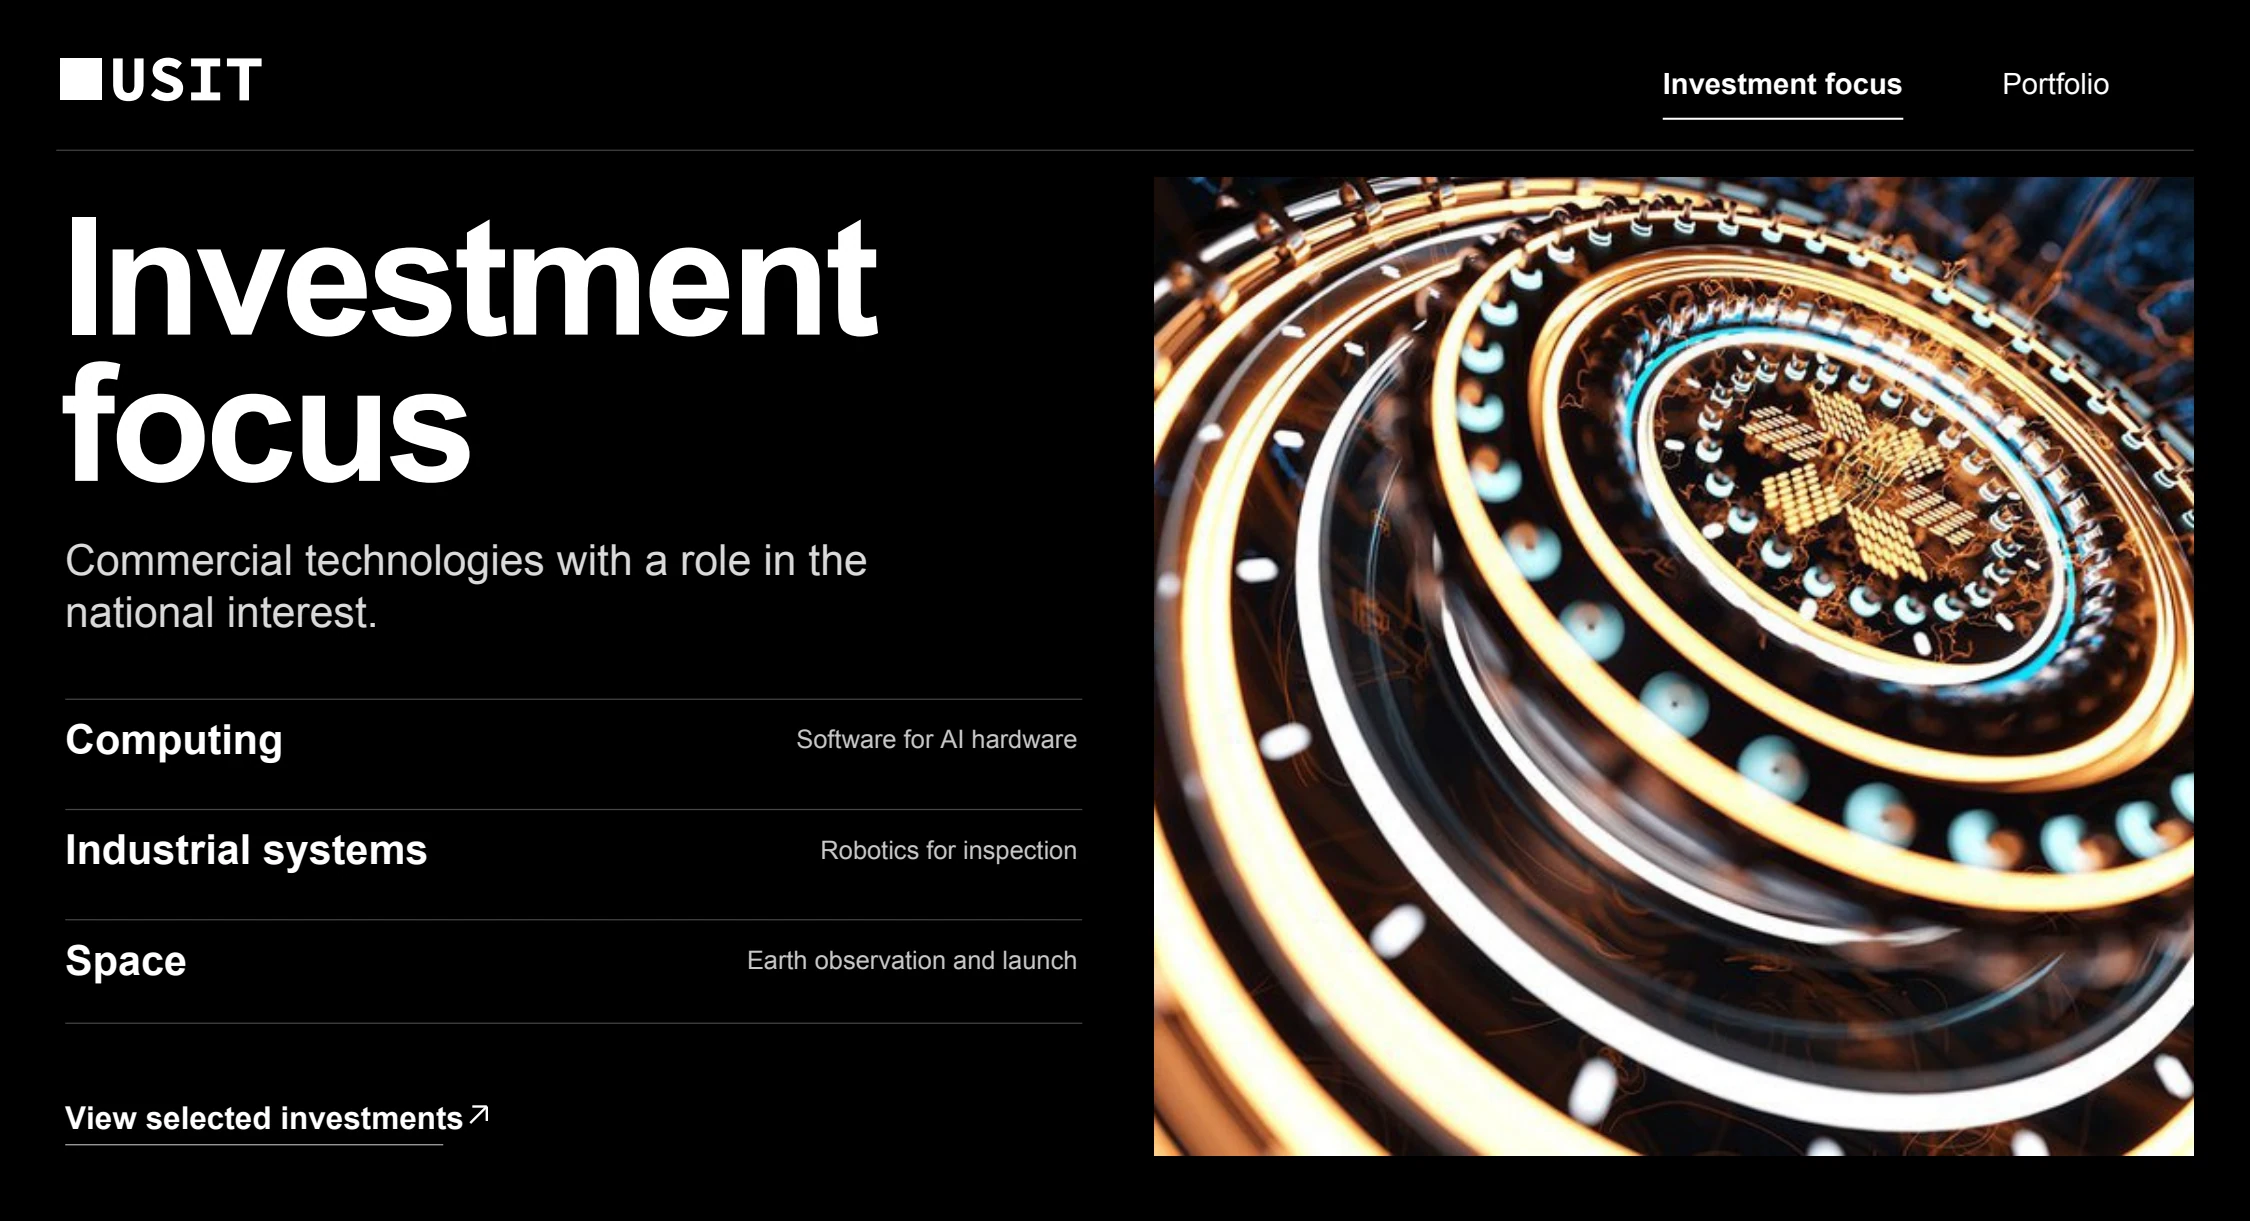 USIT
Investment focus
Portfolio
Investment
focus
Commercial technologies with a role in the
national interest.
Computing
Software for AI hardware
Industrial systems
Robotics for inspection
Space
Earth observation and launch
View selected investments